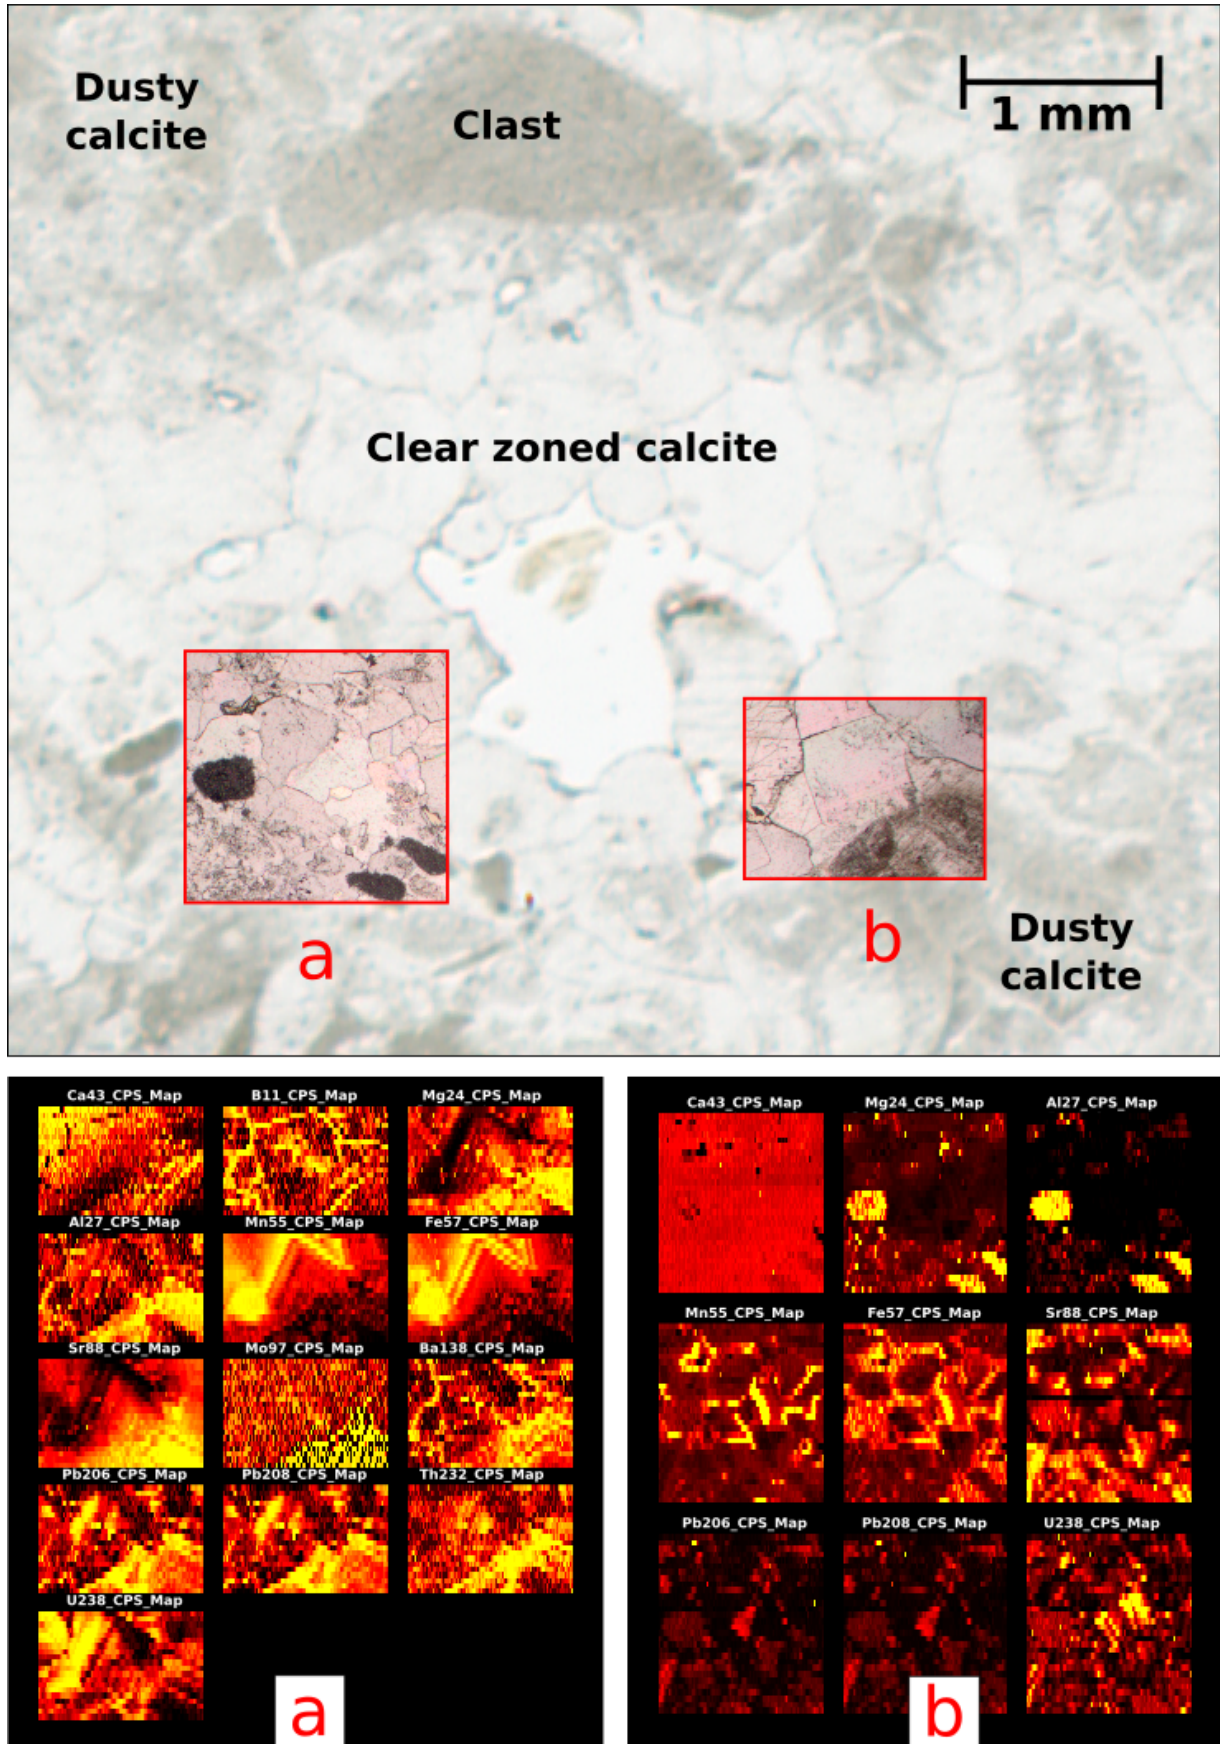 Dusty
calcite
Clast
1 mm
Clear zoned calcite
a
b
Dusty
calcite
Ca43_CPS_Map
B11_CPS_Map
Mg24_CPS_Map
Al27_CPS_Map
Mn55_CPS_Map
Fe57_CPS_Map
Sr88_CPS_Map
Mo97_CPS_Map
Ba138_CPS_Map
Pb206_CPS_Map
Pb208_CPS_Map
Th232_CPS_Map
U238_CPS_Map
a
Ca43_CPS_Map
Mg24_CPS_Map
Al27_CPS_Map
Mn55_CPS_Map
Fe57_CPS_Map
Sr88_CPS_Map
Pb206_CPS_Map
Pb208_CPS_Map
U238_CPS_Map
b